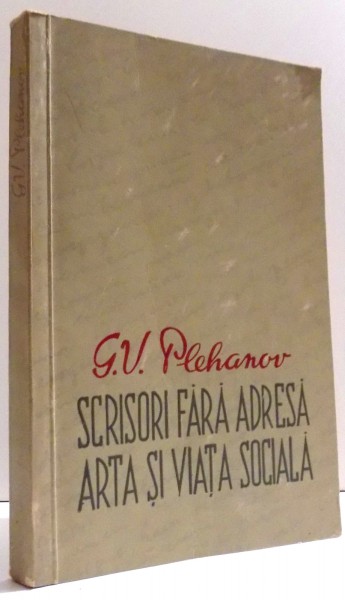 G.V. Plehanov
G.V. Plehanov
SCRISORI FĂRĂ ADRESĂ
ARTA ȘI VIAȚA SOCIALĂ